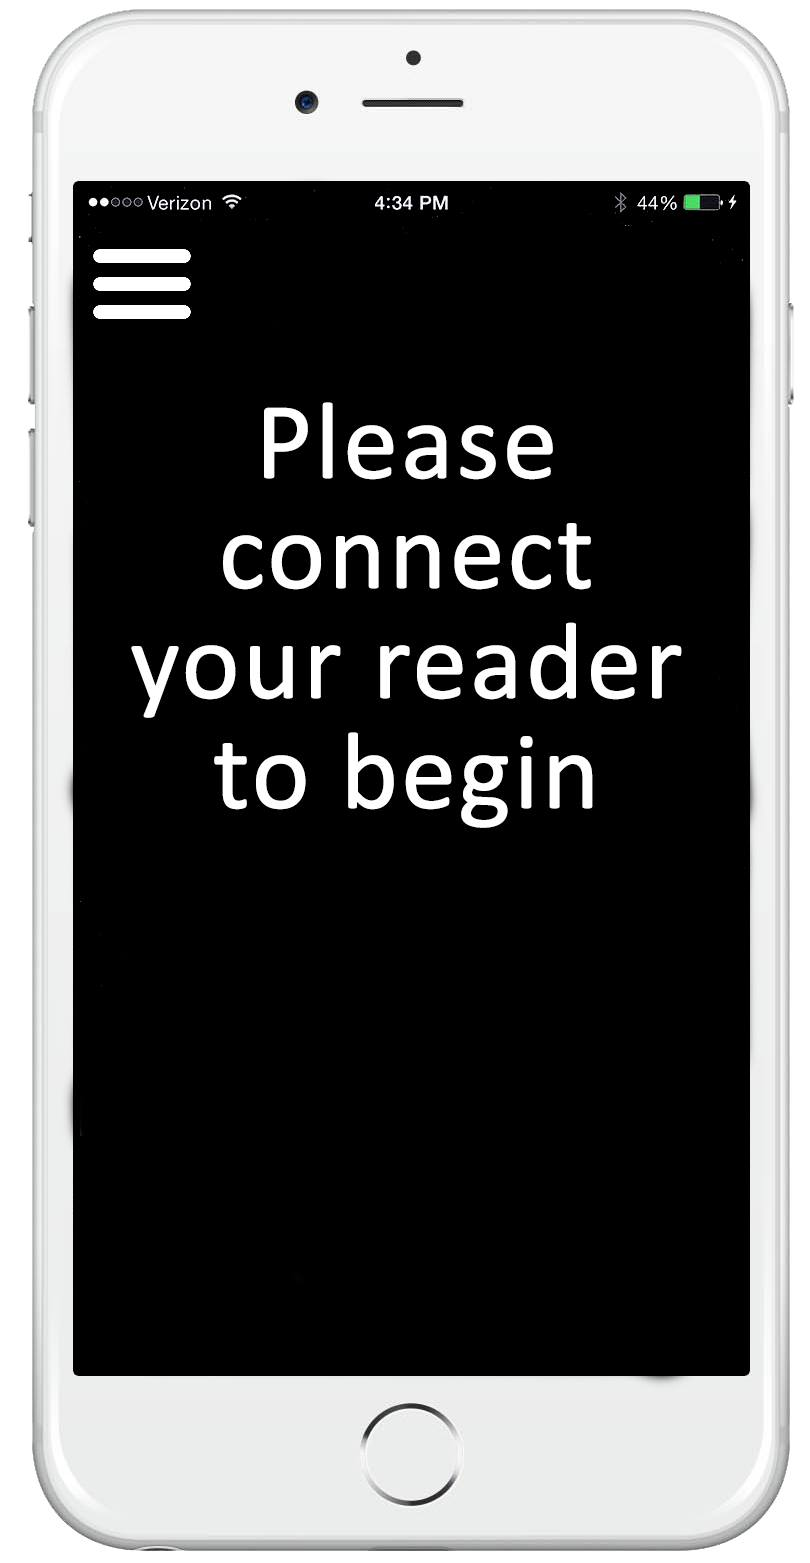 Verizon 4:34 PM 44%
Please
connect
your reader
to begin